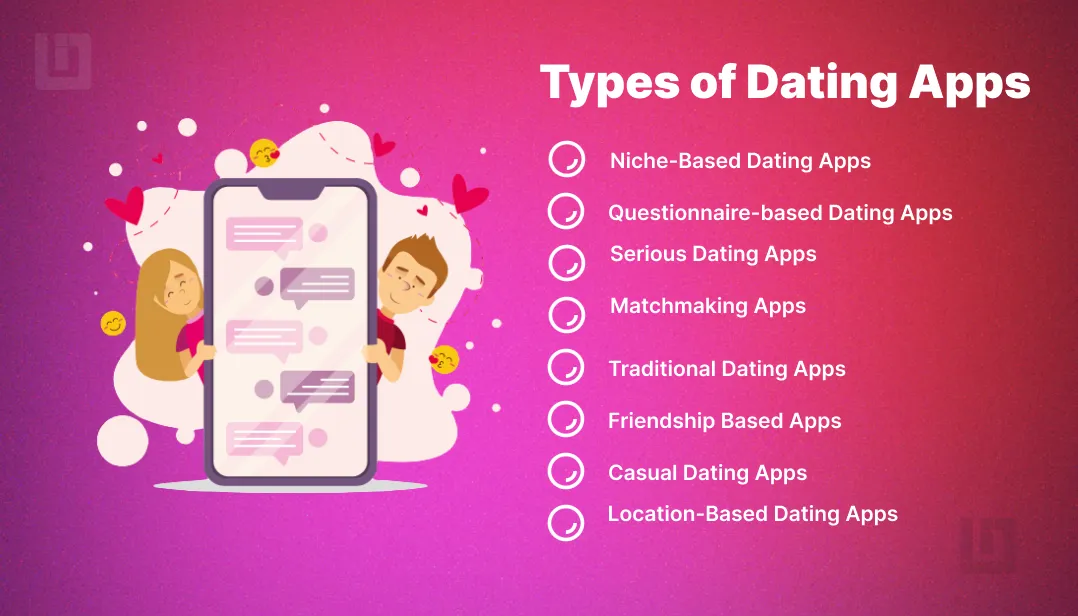 Types of Dating Apps
Niche-Based Dating Apps
Questionnaire-based Dating Apps
Serious Dating Apps
Matchmaking Apps
Traditional Dating Apps
Friendship Based Apps
Casual Dating Apps
Location-Based Dating Apps